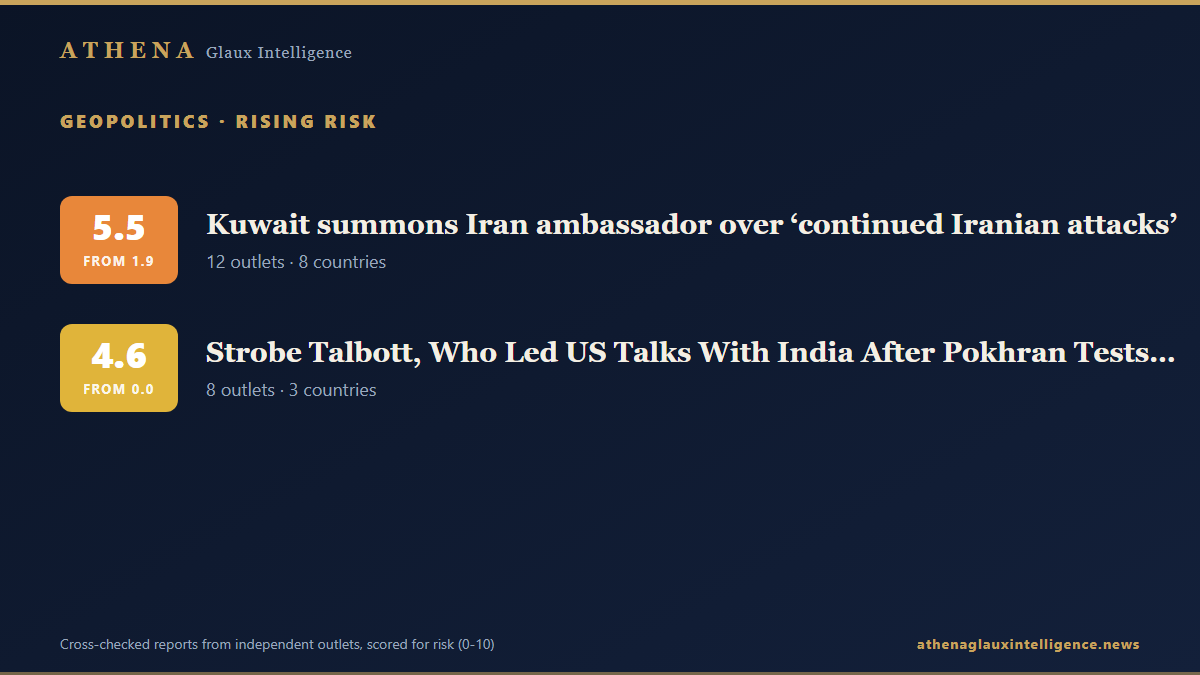 ATHENA Glaux Intelligence
GEOPOLITICS · RISING RISK
5.5
FROM 1.9
Kuwait summons Iran ambassador over ‘continued Iranian attacks’
12 outlets · 8 countries
4.6
FROM 0.0
Strobe Talbott, Who Led US Talks With India After Pokhran Tests...
8 outlets · 3 countries
Cross-checked reports from independent outlets, scored for risk (0-10)
athenaglauxintelligence.news